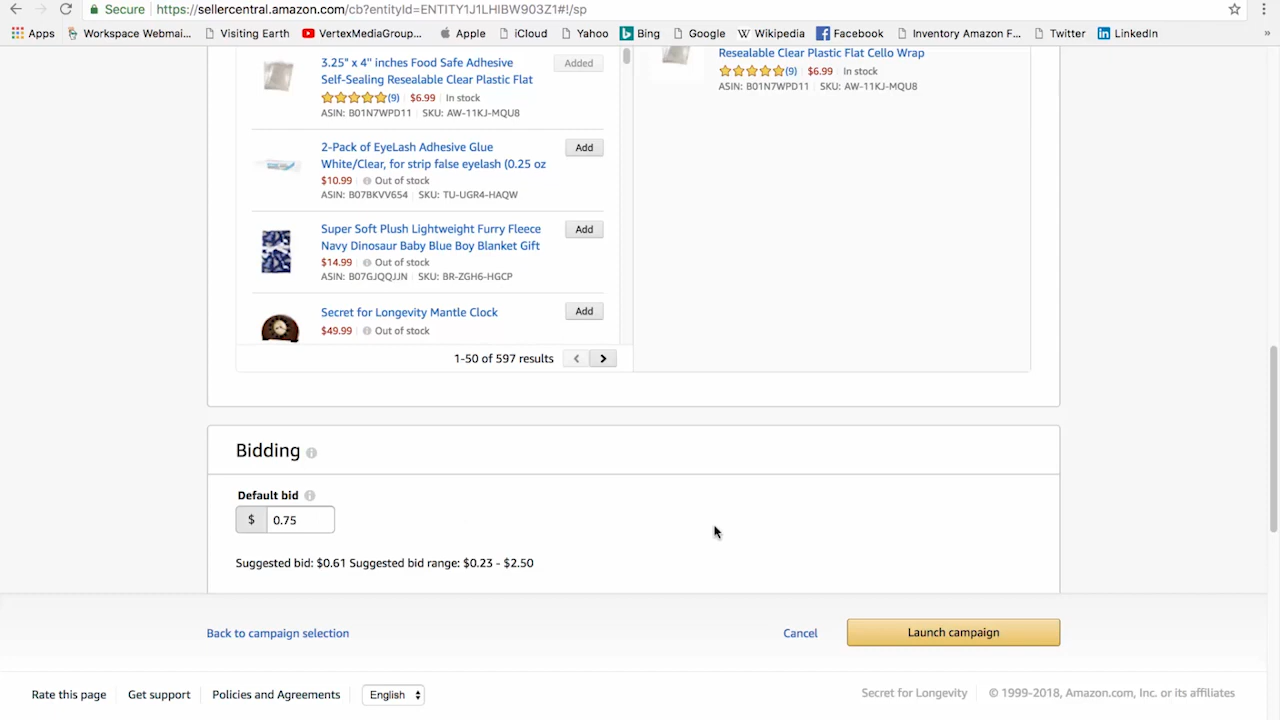 Secure
https://sellercentral.amazon.com/cb?entityId=ENTITY1J1LHIBW903Z1#!/sp
Apps
Workspace Webmai...
Visiting Earth
VertexMediaGroup...
Apple
iCloud
Yahoo
Bing
Google
Wikipedia
Facebook
Inventory Amazon F...
Twitter
LinkedIn
»
3.25" x 4" inches Food Safe Adhesive
Self-Sealing Resealable Clear Plastic Flat
(9) $6.99 In stock
ASIN: B01N7WPD11 SKU: AW-11KJ-MQU8
Added
2-Pack of EyeLash Adhesive Glue
White/Clear, for strip false eyelash (0.25 oz
$10.99 Out of stock
ASIN: B07BKVV654 SKU: TU-UGR4-HAQW
Add
Super Soft Plush Lightweight Furry Fleece
Navy Dinosaur Baby Blue Boy Blanket Gift
$14.99 Out of stock
ASIN: B07GJQQJJN SKU: BR-ZGH6-HGCP
Add
Secret for Longevity Mantle Clock
$49.99 Out of stock
Add
1-50 of 597 results
Resealable Clear Plastic Flat Cello Wrap
(9) $6.99 In stock
ASIN: B01N7WPD11 SKU: AW-11KJ-MQU8
Bidding
Default bid
$ 0.75
Suggested bid: $0.61 Suggested bid range: $0.23 - $2.50
Back to campaign selection
Cancel
Launch campaign
Rate this page
Get support
Policies and Agreements
English
Secret for Longevity
© 1999-2018, Amazon.com, Inc. or its affiliates